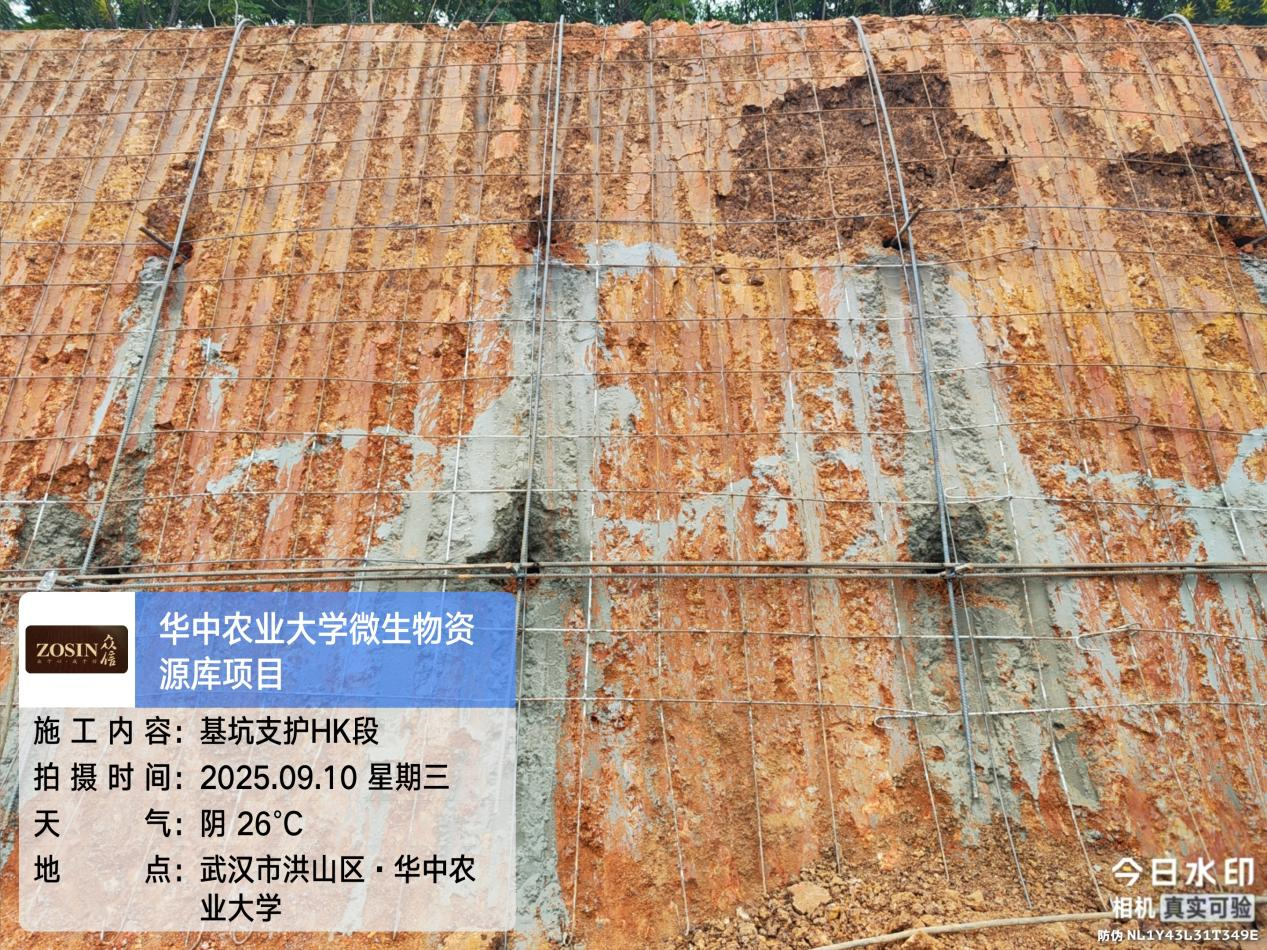 华中农业大学微生物资
源库项目
ZOSIN 众信
施工内容：基坑支护HK段
拍摄时间：2025.09.10 星期三
天气：阴 26℃
地点：武汉市洪山区·华中农
业大学
今日水印
相机 真实可验
防伪 NL1Y43L31T349E